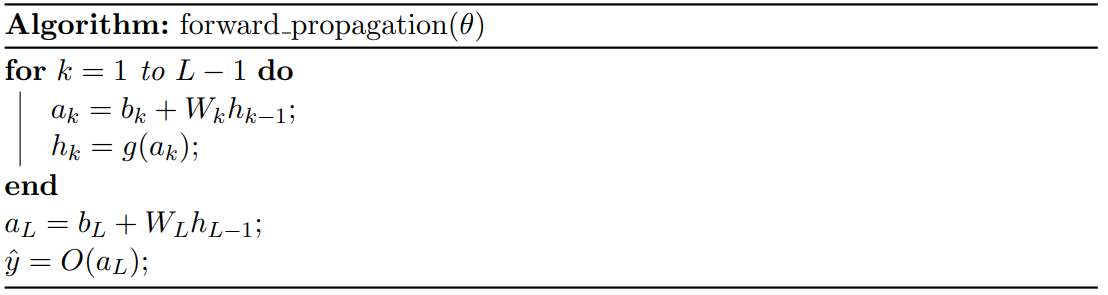 Algorithm: forward_propagation(θ)
for k = 1 to L − 1 do
a_k = b_k + W_k h_{k−1};
h_k = g(a_k);
end
a_L = b_L + W_L h_{L−1};
ŷ = O(a_L);